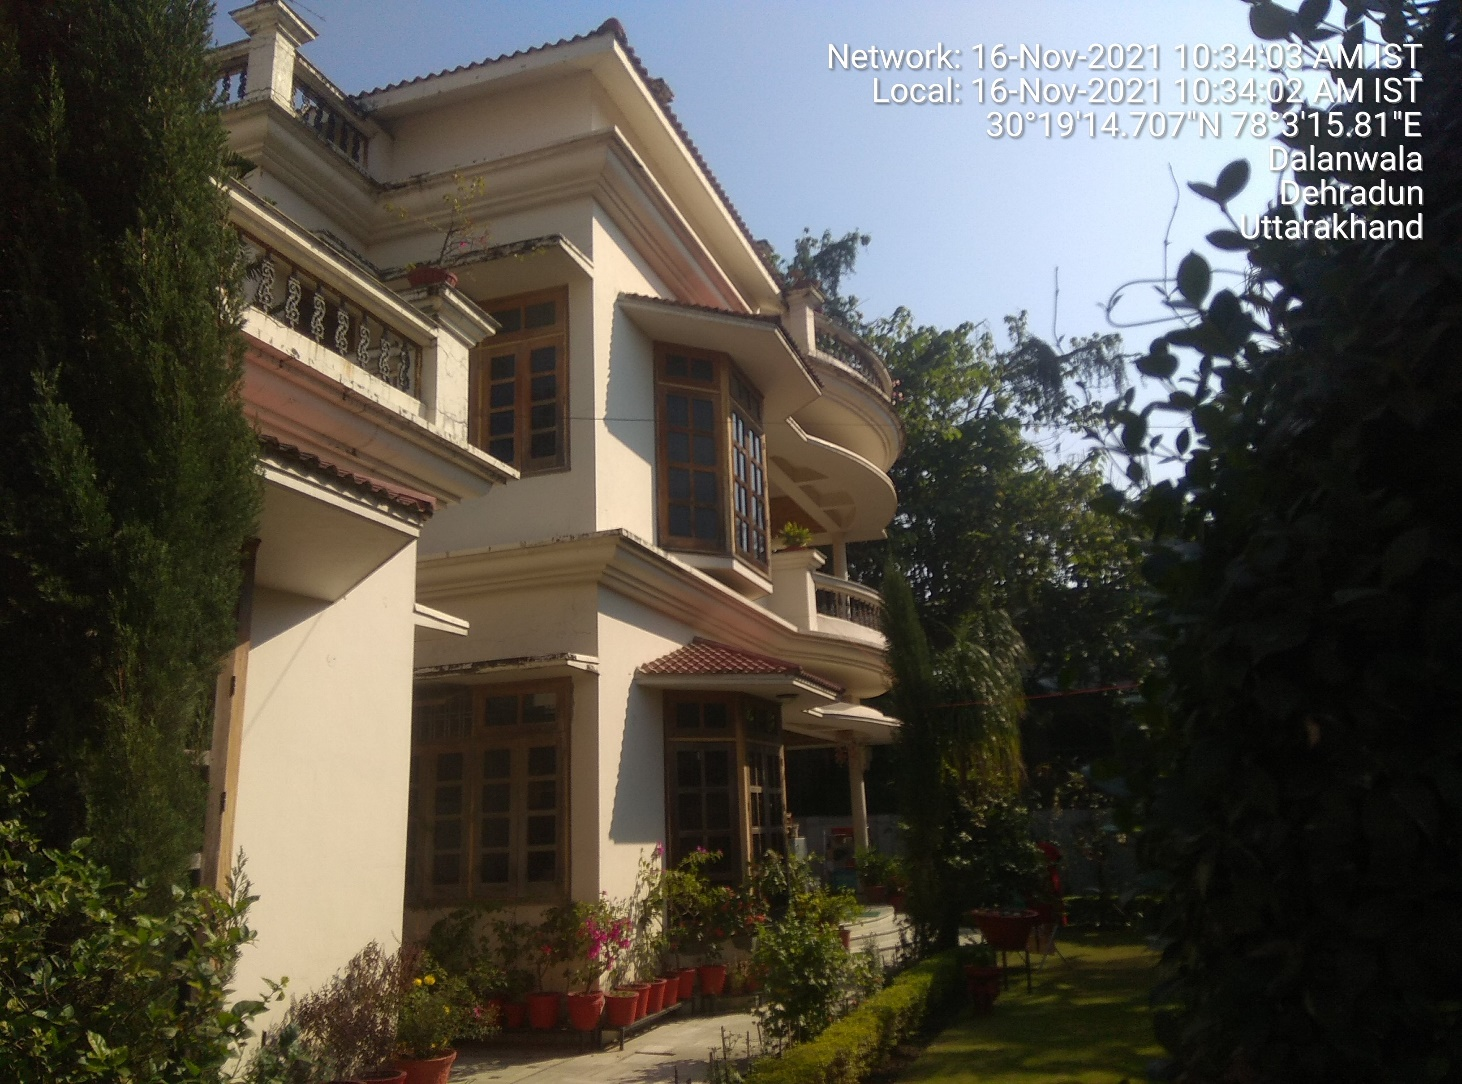 Network: 16-Nov-2021 10:34:03 AM IST
Local: 16-Nov-2021 10:34:02 AM IST
30°19'14.707"N 78°3'15.81"E
Dalanwala
Dehradun
Uttarakhand